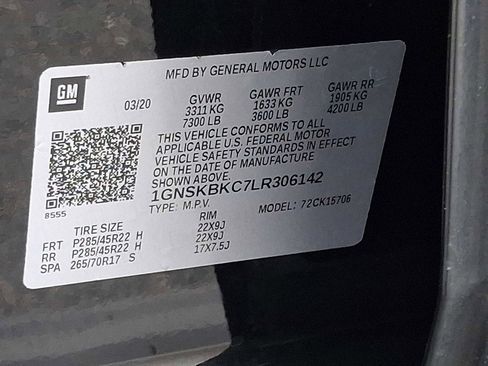 MFD BY GENERAL MOTORS LLC
GM
03/20 GVWR GAWR FRT GAWR RR
3311 KG 1633 KG 1905 KG
7300 LB 3600 LB 4200 LB
THIS VEHICLE CONFORMS TO ALL
APPLICABLE U.S. FEDERAL MOTOR
VEHICLE SAFETY STANDARDS IN EFFECT
ON THE DATE OF MANUFACTURE
SHOWN ABOVE.
1GNSKBKC7LR306142
8555
TYPE: M.P.V. MODEL: 72CK15706
TIRE SIZE RIM
FRT P285/45R22 H 22X9J
RR P285/45R22 H 22X9J
SPA 265/70R17 S 17X7.5J